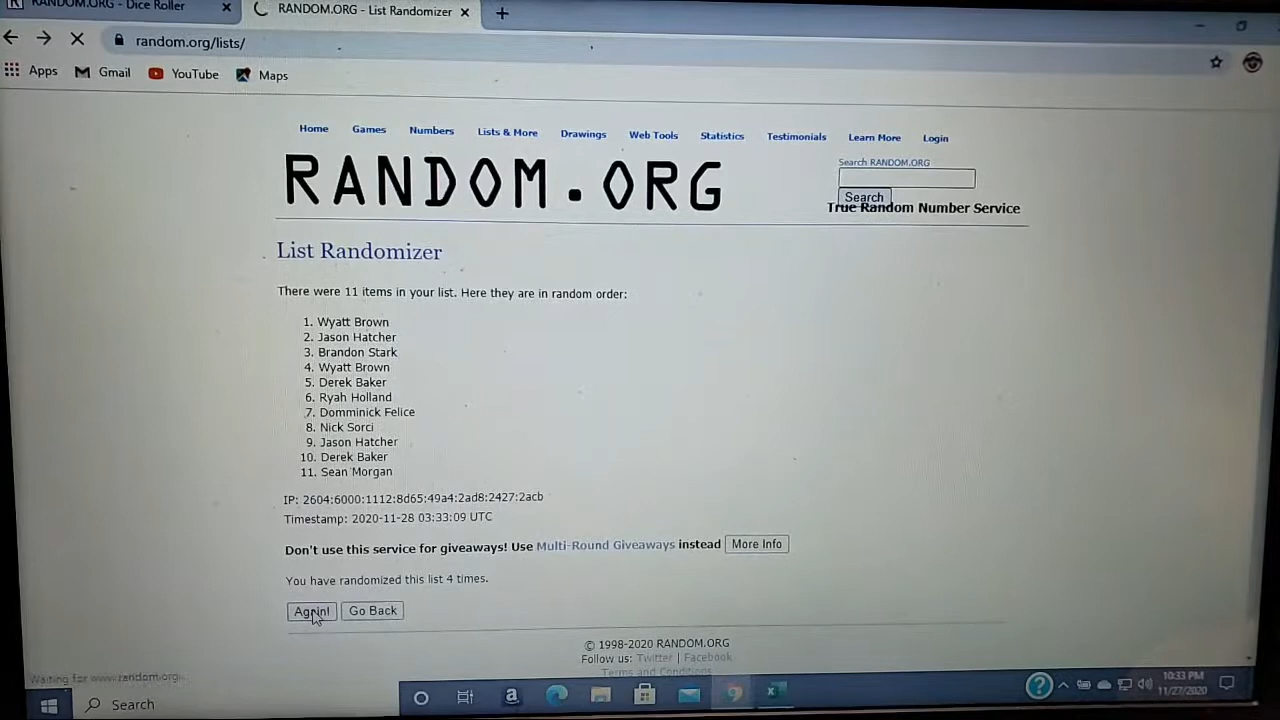 RANDOM.ORG - Dice Roller
RANDOM.ORG - List Randomizer
random.org/lists/
Apps Gmail YouTube Maps
Home Games Numbers Lists & More Drawings Web Tools Statistics Testimonials Learn More Login
RANDOM.ORG
Search RANDOM.ORG
Search
True Random Number Service
List Randomizer
There were 11 items in your list. Here they are in random order:
1. Wyatt Brown
2. Jason Hatcher
3. Brandon Stark
4. Wyatt Brown
5. Derek Baker
6. Ryah Holland
7. Domminick Felice
8. Nick Sorci
9. Jason Hatcher
10. Derek Baker
11. Sean Morgan
IP: 2604:6000:1112:8d65:49a4:2ad8:2427:2acb
Timestamp: 2020-11-28 03:33:09 UTC
Don't use this service for giveaways! Use Multi-Round Giveaways instead More Info
You have randomized this list 4 times.
Again! Go Back
© 1998-2020 RANDOM.ORG
Follow us: Twitter | Facebook
Terms and Conditions
Waiting for www.random.org...
Search
10:33 PM
11/27/2020